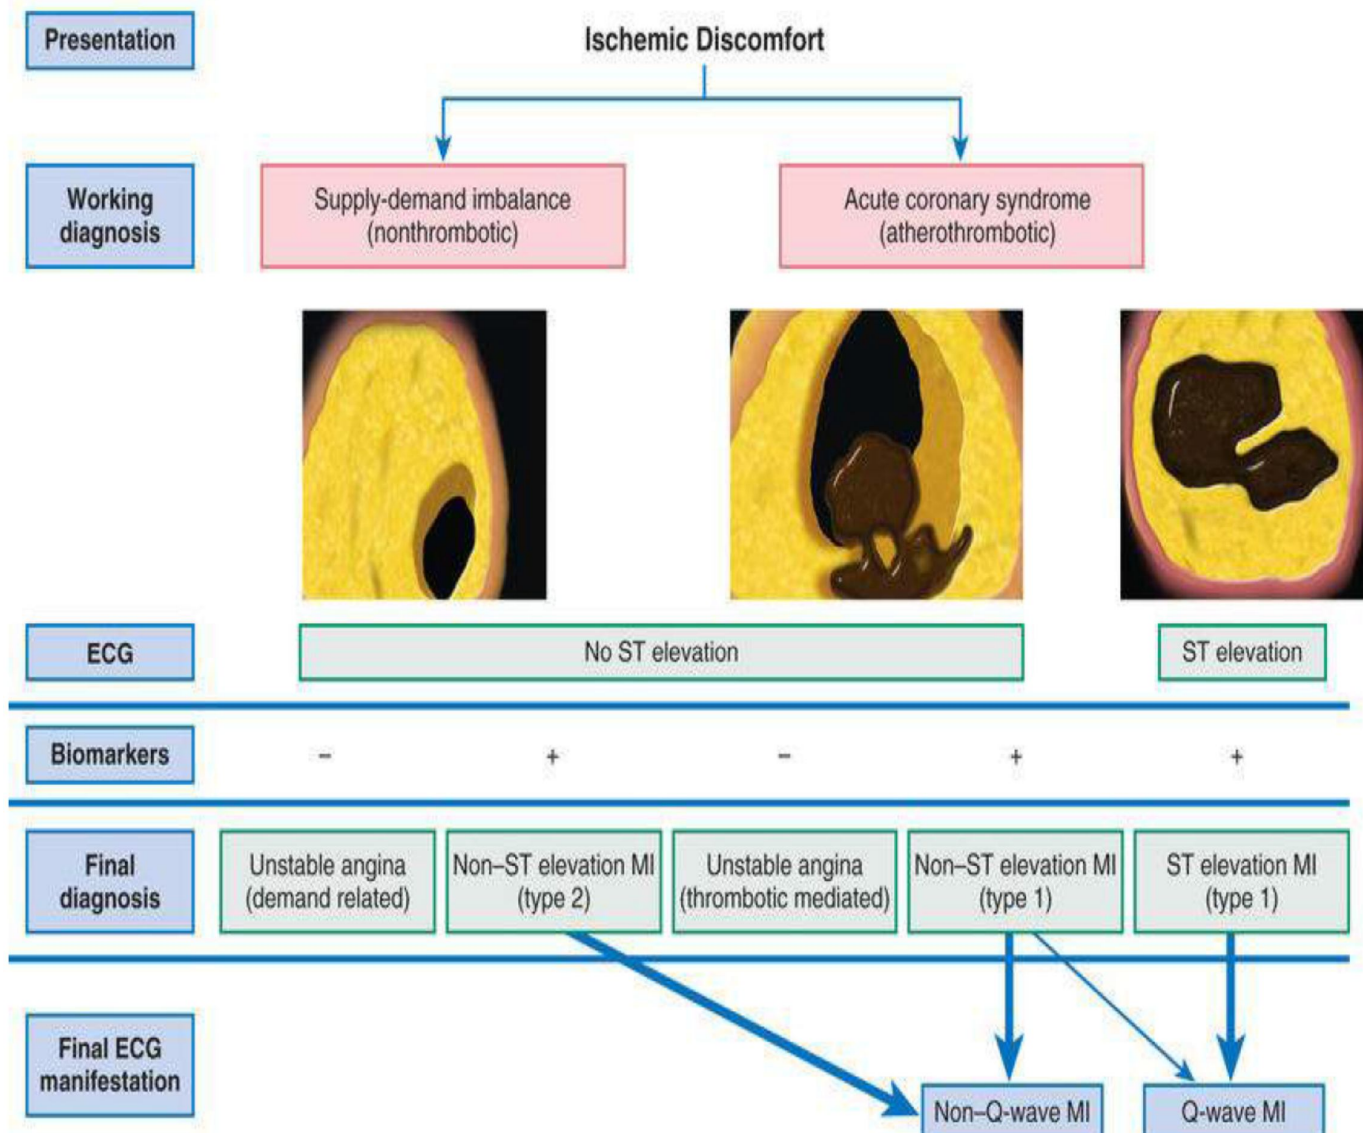 Presentation
Ischemic Discomfort
Working
diagnosis
Supply-demand imbalance
(nonthrombotic)
Acute coronary syndrome
(atherothrombotic)
ECG
No ST elevation
ST elevation
Biomarkers
–
+
–
+
+
Final
diagnosis
Unstable angina
(demand related)
Non–ST elevation MI
(type 2)
Unstable angina
(thrombotic mediated)
Non–ST elevation MI
(type 1)
ST elevation MI
(type 1)
Final ECG
manifestation
Non–Q-wave MI
Q-wave MI